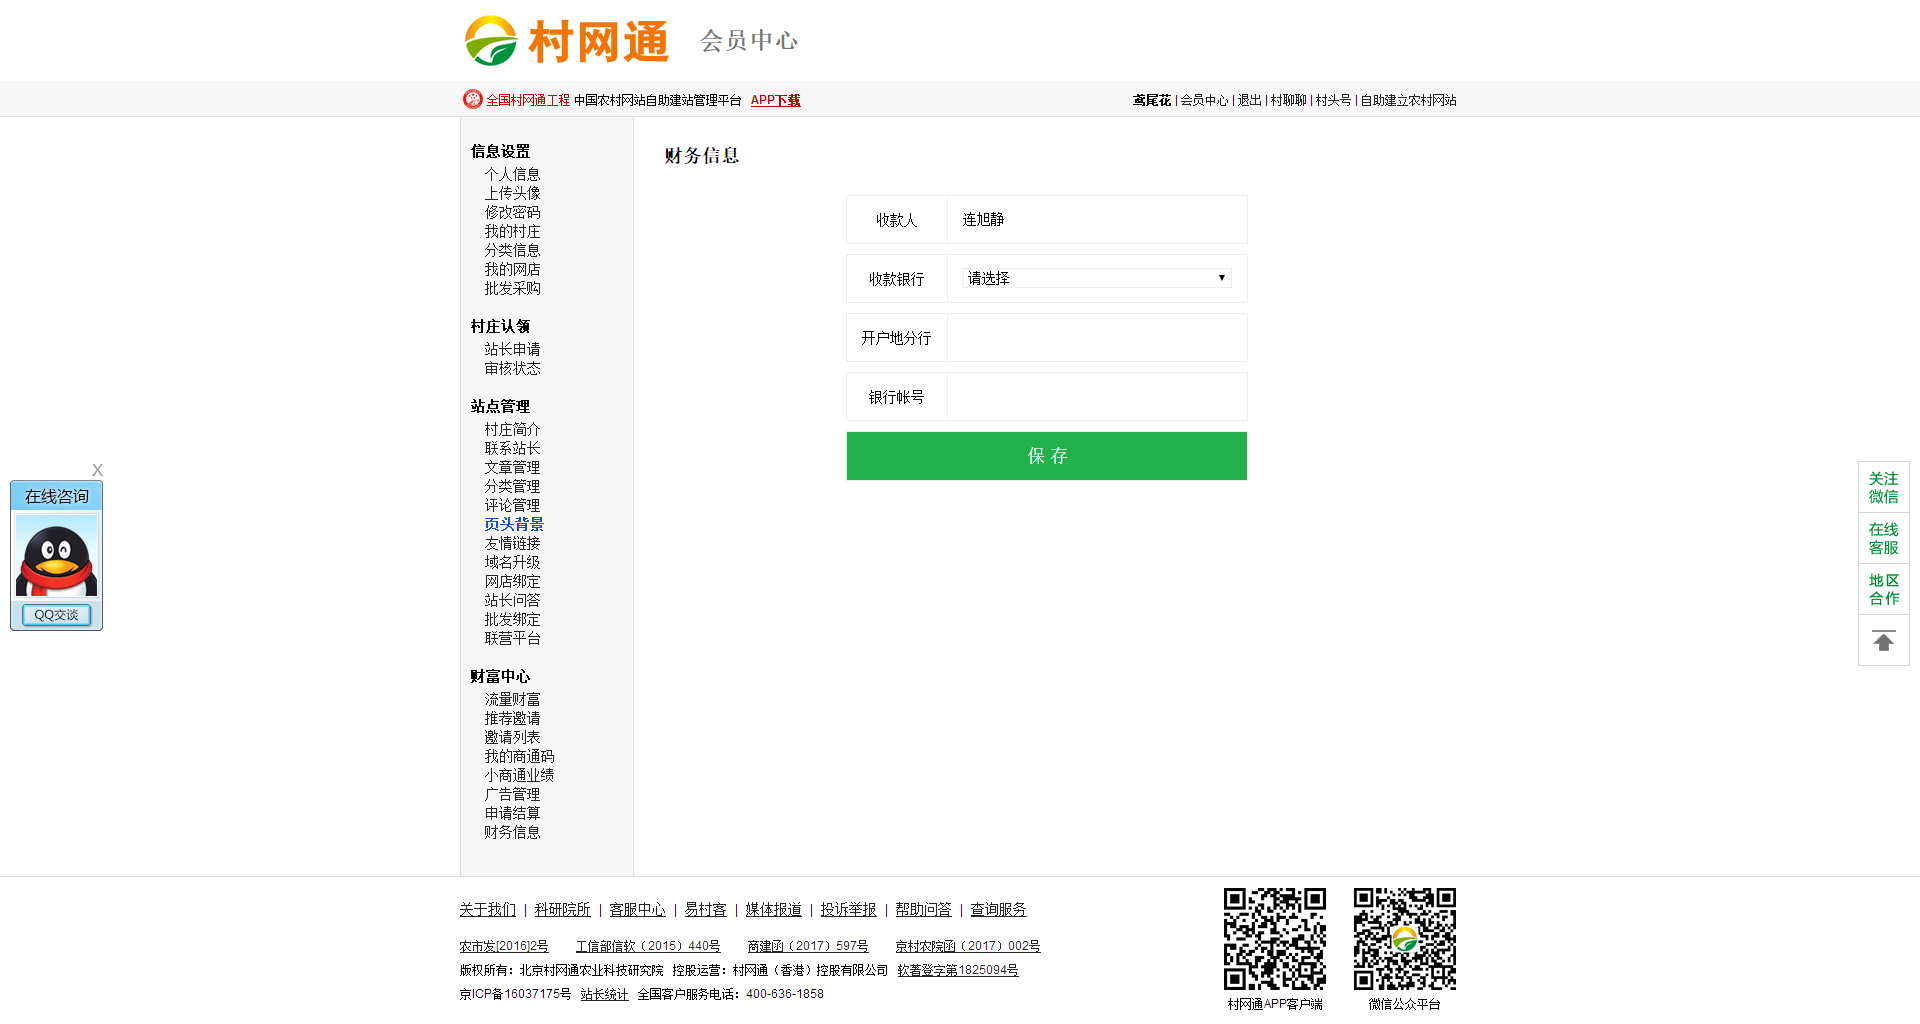 村网通 会员中心
全国村网通工程 中国农村网站自助建站管理平台 APP下载
鸢尾花 | 会员中心 | 退出 | 村聊聊 | 村头号 | 自助建立农村网站
信息设置
个人信息
上传头像
修改密码
我的村庄
分类信息
我的网店
批发采购
村庄认领
站长申请
审核状态
站点管理
村庄简介
联系站长
文章管理
分类管理
评论管理
页头背景
友情链接
域名升级
网店绑定
站长问答
批发绑定
联营平台
财富中心
流量财富
推荐邀请
邀请列表
我的商通码
小商通业绩
广告管理
申请结算
财务信息
财务信息
收款人 连旭静
收款银行 请选择
开户地分行
银行帐号
保 存
X
在线咨询
QQ交谈
关注
微信
在线
客服
地区
合作
关于我们 | 科研院所 | 客服中心 | 易村客 | 媒体报道 | 投诉举报 | 帮助问答 | 查询服务
农市发[2016]2号 工信部信软（2015）440号 商建函（2017）597号 京村农院函（2017）002号
版权所有：北京村网通农业科技研究院 控股运营：村网通（香港）控股有限公司 软著登字第1825094号
京ICP备16037175号 站长统计 全国客户服务电话：400-636-1858
村网通APP客户端
微信公众平台